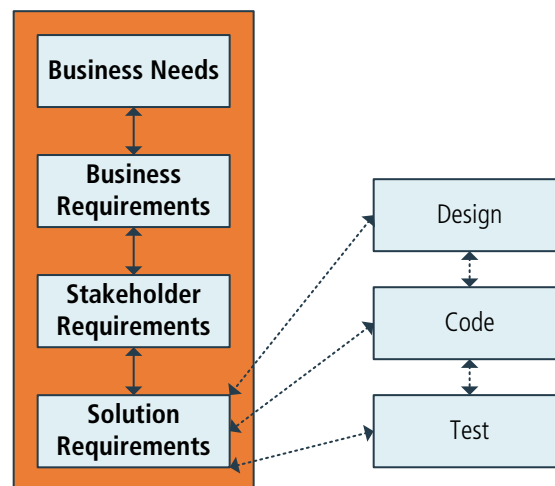 Business Needs
Business
Requirements
Stakeholder
Requirements
Solution
Requirements
Design
Code
Test